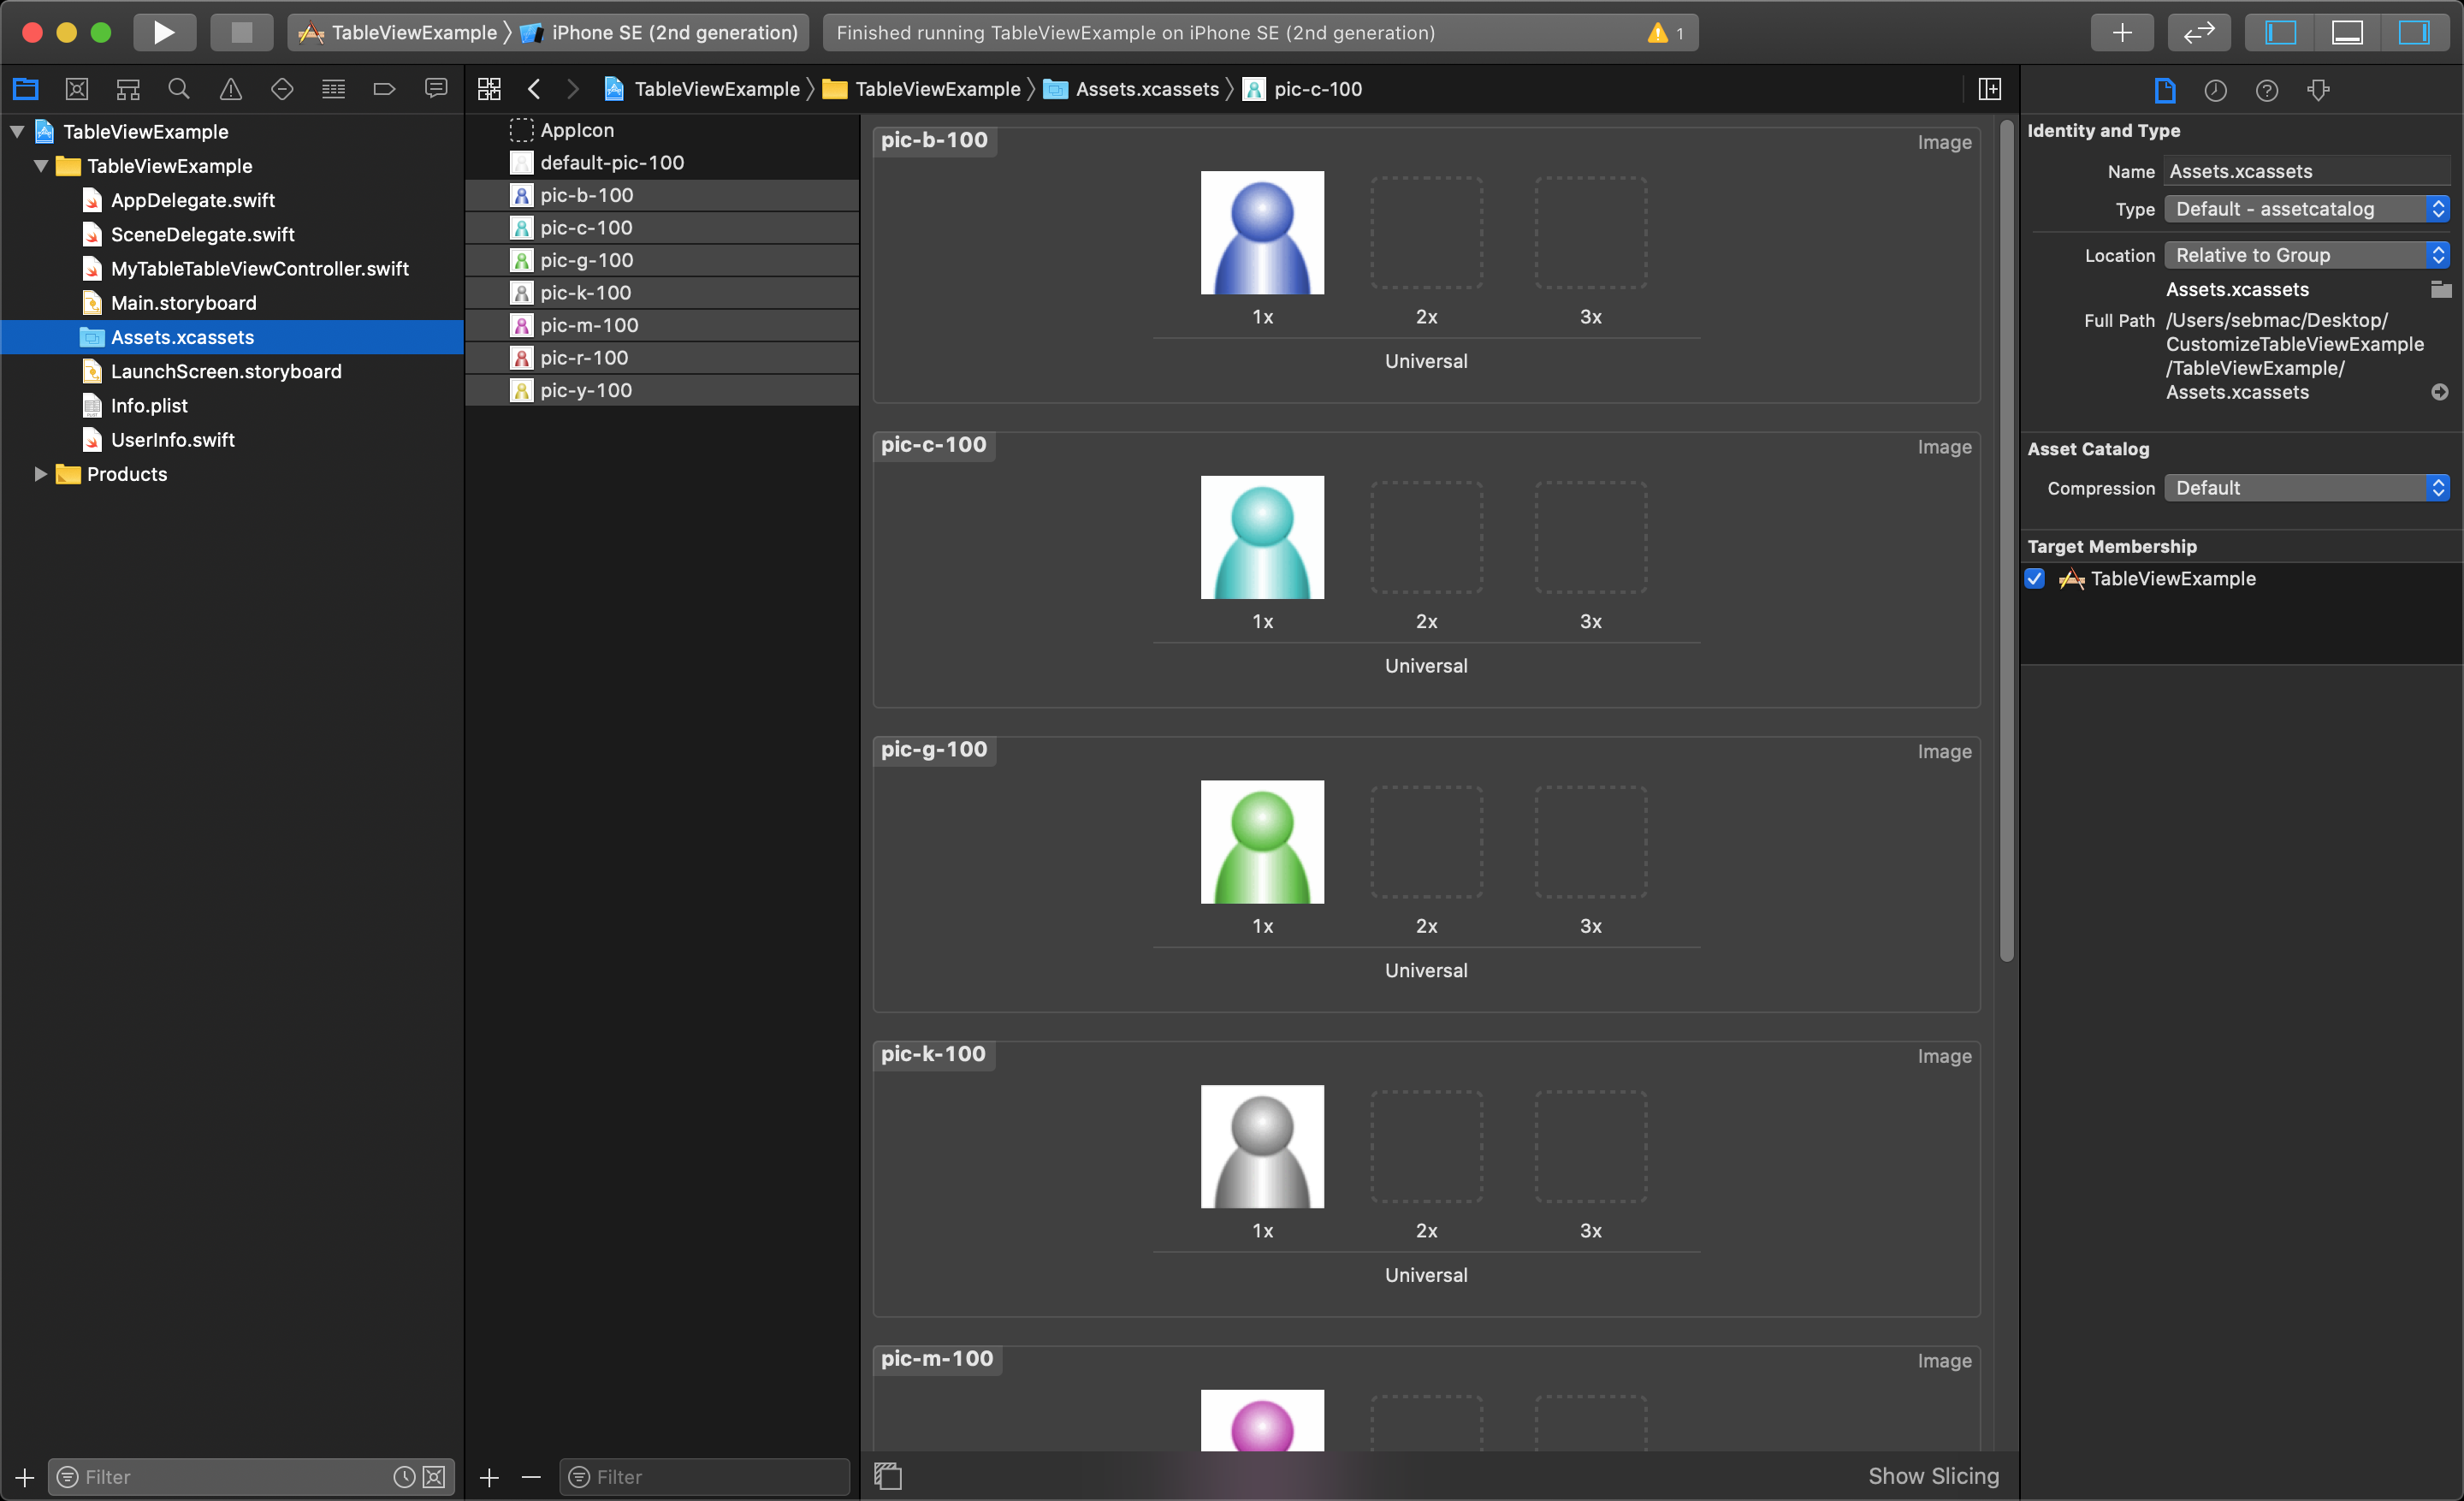 TableViewExample
iPhone SE (2nd generation)
Finished running TableViewExample on iPhone SE (2nd generation)
1
TableViewExample
TableViewExample
Assets.xcassets
pic-c-100
TableViewExample
TableViewExample
AppDelegate.swift
SceneDelegate.swift
MyTableTableViewController.swift
Main.storyboard
Assets.xcassets
LaunchScreen.storyboard
Info.plist
UserInfo.swift
Products
Filter
AppIcon
default-pic-100
pic-b-100
pic-c-100
pic-g-100
pic-k-100
pic-m-100
pic-r-100
pic-y-100
Filter
pic-b-100
Image
1x
2x
3x
Universal
pic-c-100
Image
1x
2x
3x
Universal
pic-g-100
Image
1x
2x
3x
Universal
pic-k-100
Image
1x
2x
3x
Universal
pic-m-100
Image
Show Slicing
Identity and Type
Name Assets.xcassets
Type Default - assetcatalog
Location Relative to Group
Assets.xcassets
Full Path /Users/sebmac/Desktop/
CustomizeTableViewExample
/TableViewExample/
Assets.xcassets
Asset Catalog
Compression Default
Target Membership
TableViewExample